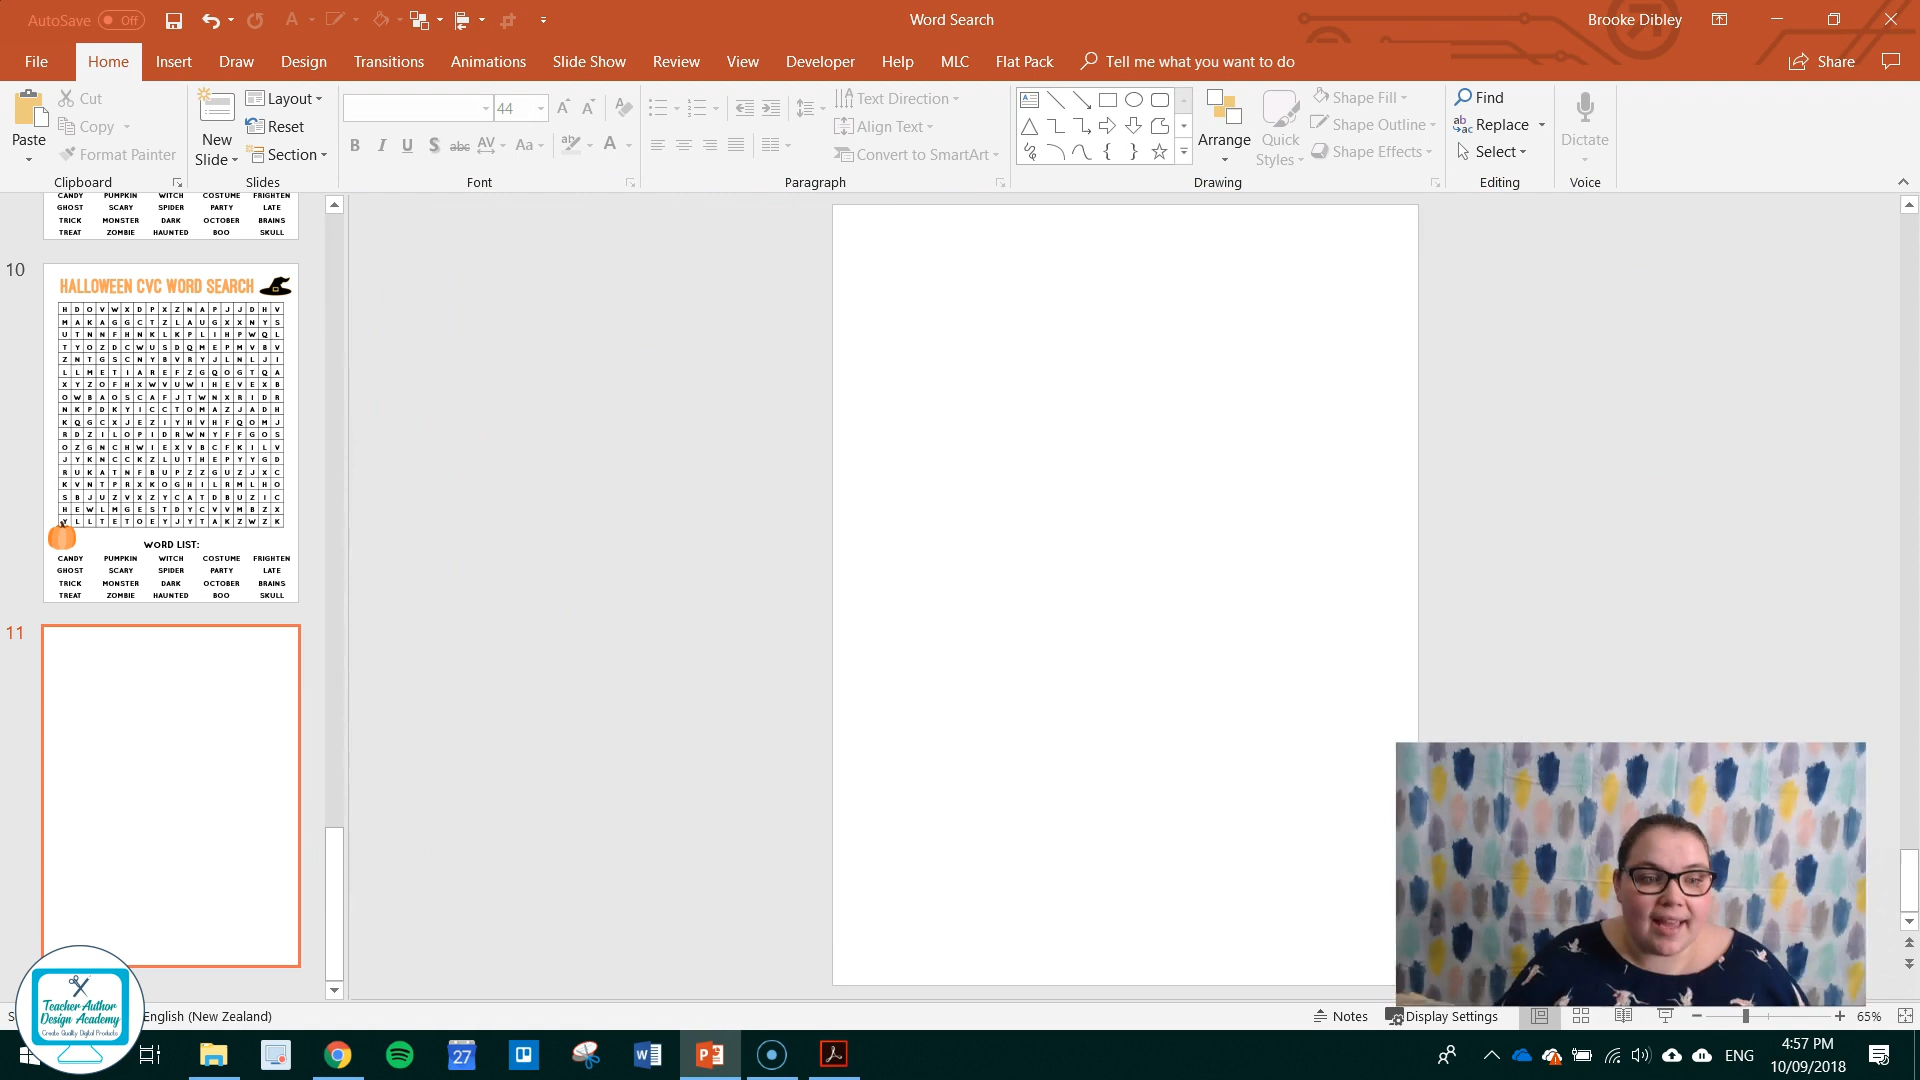 AutoSave Off
Word Search
Brooke Dibley
File Home Insert Draw Design Transitions Animations Slide Show Review View Developer Help MLC Flat Pack Tell me what you want to do
Share
Paste
Cut
Copy
Format Painter
Clipboard
New Slide
Layout
Reset
Section
Slides
44
Font
Text Direction
Align Text
Convert to SmartArt
Paragraph
Arrange
Quick Styles
Shape Fill
Shape Outline
Shape Effects
Drawing
Find
Replace
Select
Editing
Dictate
Voice
CANDY PUMPKIN WITCH COSTUME FRIGHTEN
GHOST SCARY SPIDER PARTY LATE
TRICK MONSTER DARK OCTOBER BRAINS
TREAT ZOMBIE HAUNTED BOO SKULL
10
HALLOWEEN CVC WORD SEARCH
H D O V W X D P X Z N A P J J D H V
M A K A G G C T Z L A U G X X N Y S
U T N N F H N K L K P L I H P W Q L
T Y O Z D C W U S D Q M E P M V B V
Z N T G S C N Y B V R Y J L N L J I
L L M E T I A R E F Z G Q O G T Q A
X Y Z O F H X W V U W I H E V E X B
O W B A O S C A F J T W N X R I D R
N K P D K Y I C C T O M A Z J A D H
K Q G C X J E Z I Y H V H F Q O M J
R D Z I L O P I D R W N Y F F G O S
O Z G N C H W I E X V B C F K I L V
J Y K N C C K Z L U T H E P Y Y G D
R U K A T N F B U P Z Z G U Z J X C
K V N T P R X K O G H I L R M L H O
S B J U Z V X Z Y C A T D B U Z I C
H E W L M G E S T D Y C V V M B Z X
Y L L T E T O E Y J Y T A K Z W Z K
WORD LIST:
CANDY PUMPKIN WITCH COSTUME FRIGHTEN
GHOST SCARY SPIDER PARTY LATE
TRICK MONSTER DARK OCTOBER BRAINS
TREAT ZOMBIE HAUNTED BOO SKULL
11
Teacher Author
Design Academy
Create Quality Digital Products
English (New Zealand)
Notes
Display Settings
65%
27
ENG
4:57 PM
10/09/2018